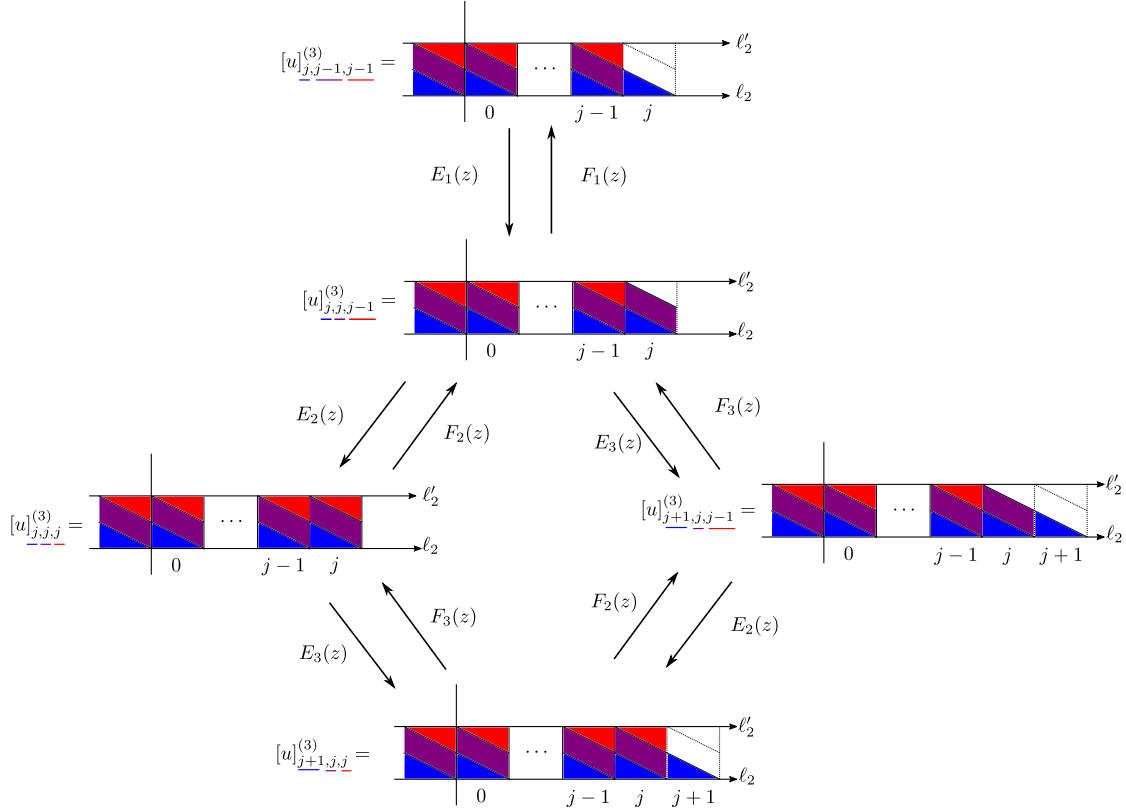 [u]^{(3)}_{j,j-1,j-1} =
ℓ′_2
···
ℓ_2
0 j − 1 j
E_1(z) F_1(z)
[u]^{(3)}_{j,j,j-1} =
ℓ′_2
···
ℓ_2
0 j − 1 j
E_2(z) F_2(z) E_3(z) F_3(z)
[u]^{(3)}_{j,j,j} =
ℓ′_2
···
ℓ_2
0 j − 1 j
[u]^{(3)}_{j+1,j,j-1} =
ℓ′_2
···
ℓ_2
0 j − 1 j j + 1
E_3(z) F_3(z) F_2(z) E_2(z)
[u]^{(3)}_{j+1,j,j} =
ℓ′_2
···
ℓ_2
0 j − 1 j j + 1